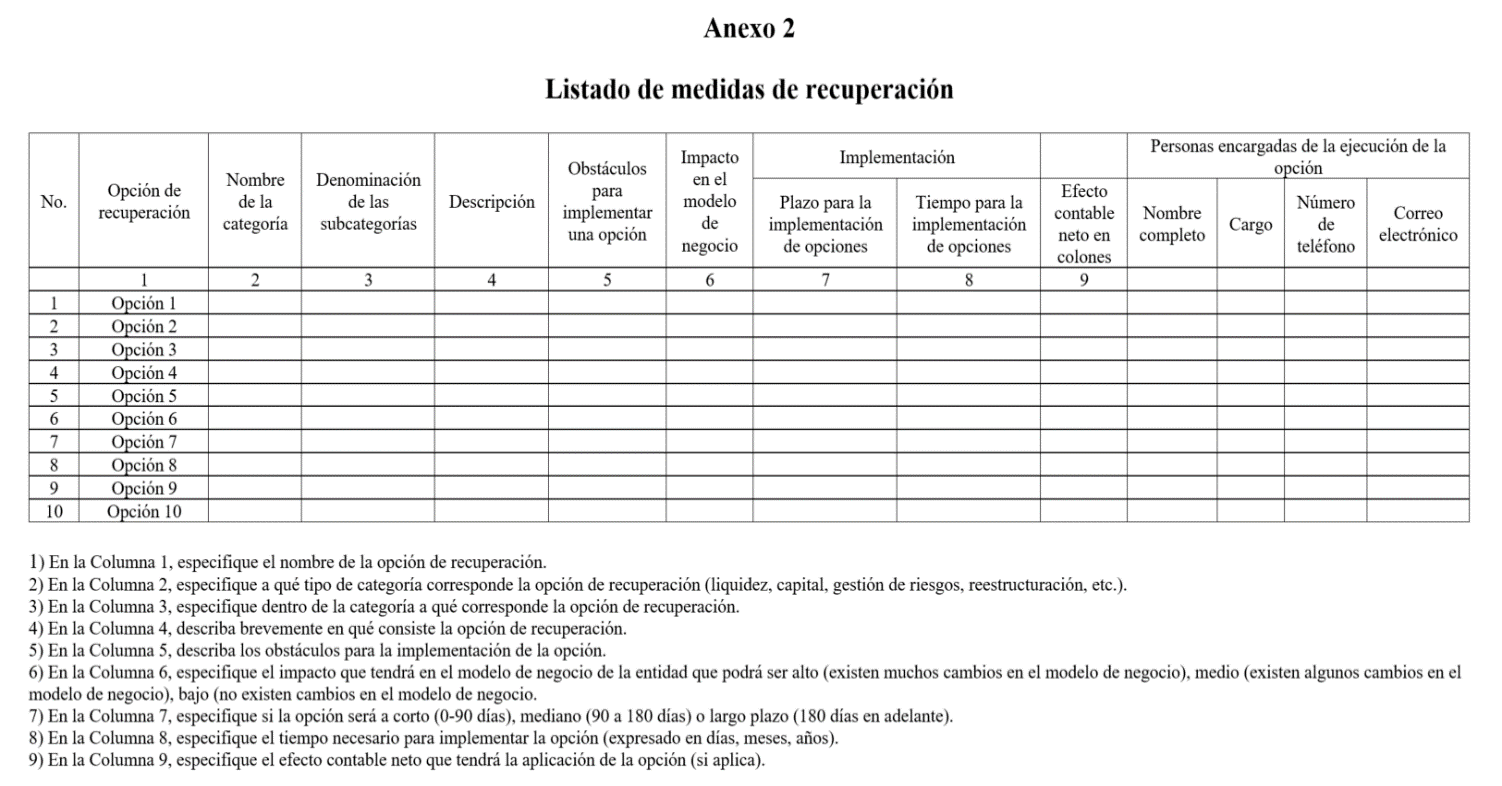 Anexo 2
Listado de medidas de recuperación
No.
Opción de
recuperación
Nombre
de la
categoría
Denominación
de las
subcategorías
Descripción
Obstáculos
para
implementar
una opción
Impacto
en el
modelo
de
negocio
Implementación
Plazo para la
implementación
de opciones
Tiempo para la
implementación
de opciones
Efecto
contable
neto en
colones
Personas encargadas de la ejecución de la
opción
Nombre
completo
Cargo
Número
de
teléfono
Correo
electrónico
1 2 3 4 5 6 7 8 9
1 Opción 1
2 Opción 2
3 Opción 3
4 Opción 4
5 Opción 5
6 Opción 6
7 Opción 7
8 Opción 8
9 Opción 9
10 Opción 10
1) En la Columna 1, especifique el nombre de la opción de recuperación.
2) En la Columna 2, especifique a qué tipo de categoría corresponde la opción de recuperación (liquidez, capital, gestión de riesgos, reestructuración, etc.).
3) En la Columna 3, especifique dentro de la categoría a qué corresponde la opción de recuperación.
4) En la Columna 4, describa brevemente en qué consiste la opción de recuperación.
5) En la Columna 5, describa los obstáculos para la implementación de la opción.
6) En la Columna 6, especifique el impacto que tendrá en el modelo de negocio de la entidad que podrá ser alto (existen muchos cambios en el modelo de negocio), medio (existen algunos cambios en el
modelo de negocio), bajo (no existen cambios en el modelo de negocio.
7) En la Columna 7, especifique si la opción será a corto (0-90 días), mediano (90 a 180 días) o largo plazo (180 días en adelante).
8) En la Columna 8, especifique el tiempo necesario para implementar la opción (expresado en días, meses, años).
9) En la Columna 9, especifique el efecto contable neto que tendrá la aplicación de la opción (si aplica).